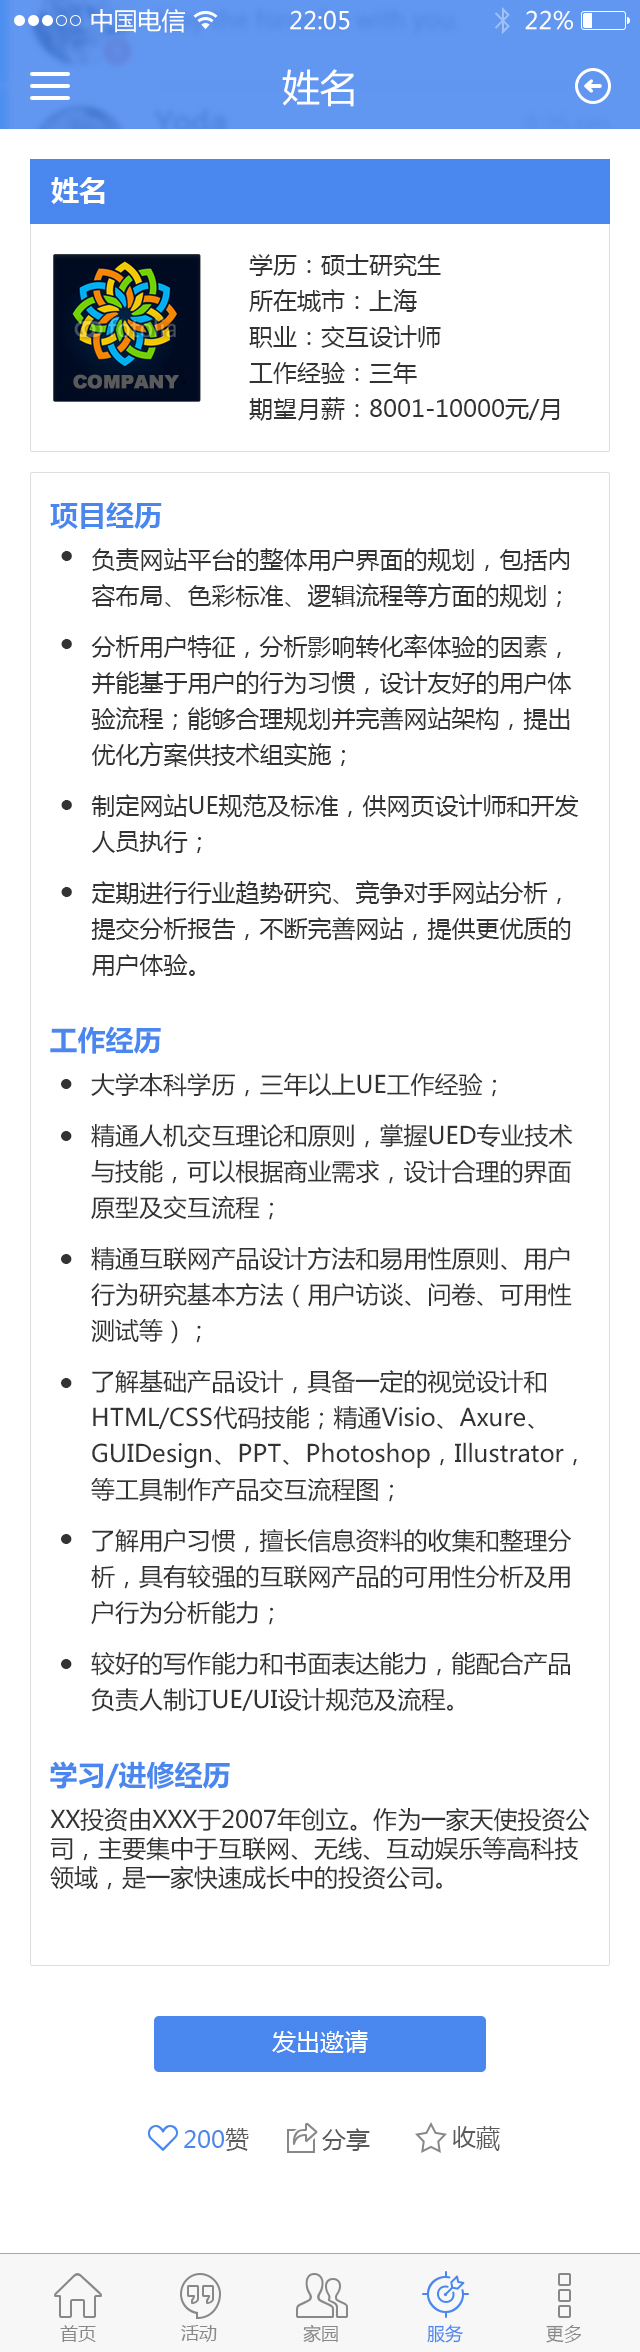 中国电信 22:05 22%
姓名
姓名
学历：硕士研究生
所在城市：上海
职业：交互设计师
工作经验：三年
期望月薪：8001-10000元/月
COMPANY
项目经历
负责网站平台的整体用户界面的规划，包括内
容布局、色彩标准、逻辑流程等方面的规划；
分析用户特征，分析影响转化率体验的因素，
并能基于用户的行为习惯，设计友好的用户体
验流程；能够合理规划并完善网站架构，提出
优化方案供技术组实施；
制定网站UE规范及标准，供网页设计师和开发
人员执行；
定期进行行业趋势研究、竞争对手网站分析，
提交分析报告，不断完善网站，提供更优质的
用户体验。
工作经历
大学本科学历，三年以上UE工作经验；
精通人机交互理论和原则，掌握UED专业技术
与技能，可以根据商业需求，设计合理的界面
原型及交互流程；
精通互联网产品设计方法和易用性原则、用户
行为研究基本方法（用户访谈、问卷、可用性
测试等）；
了解基础产品设计，具备一定的视觉设计和
HTML/CSS代码技能；精通Visio、Axure、
GUIDesign、PPT、Photoshop，Illustrator，
等工具制作产品交互流程图；
了解用户习惯，擅长信息资料的收集和整理分
析，具有较强的互联网产品的可用性分析及用
户行为分析能力；
较好的写作能力和书面表达能力，能配合产品
负责人制订UE/UI设计规范及流程。
学习/进修经历
XX投资由XXX于2007年创立。作为一家天使投资公
司，主要集中于互联网、无线、互动娱乐等高科技
领域，是一家快速成长中的投资公司。
发出邀请
200赞 分享 收藏
首页 活动 家园 服务 更多